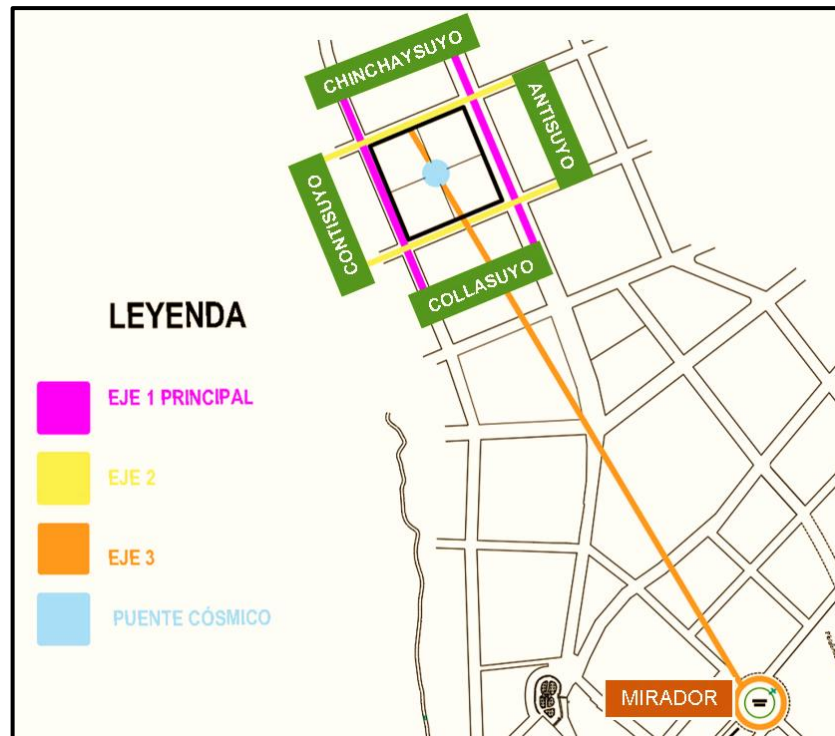 CHINCHAYSUYO
ANTISUYO
CONTISUYO
COLLASUYO
LEYENDA
EJE 1 PRINCIPAL
EJE 2
EJE 3
PUENTE CÓSMICO
MIRADOR